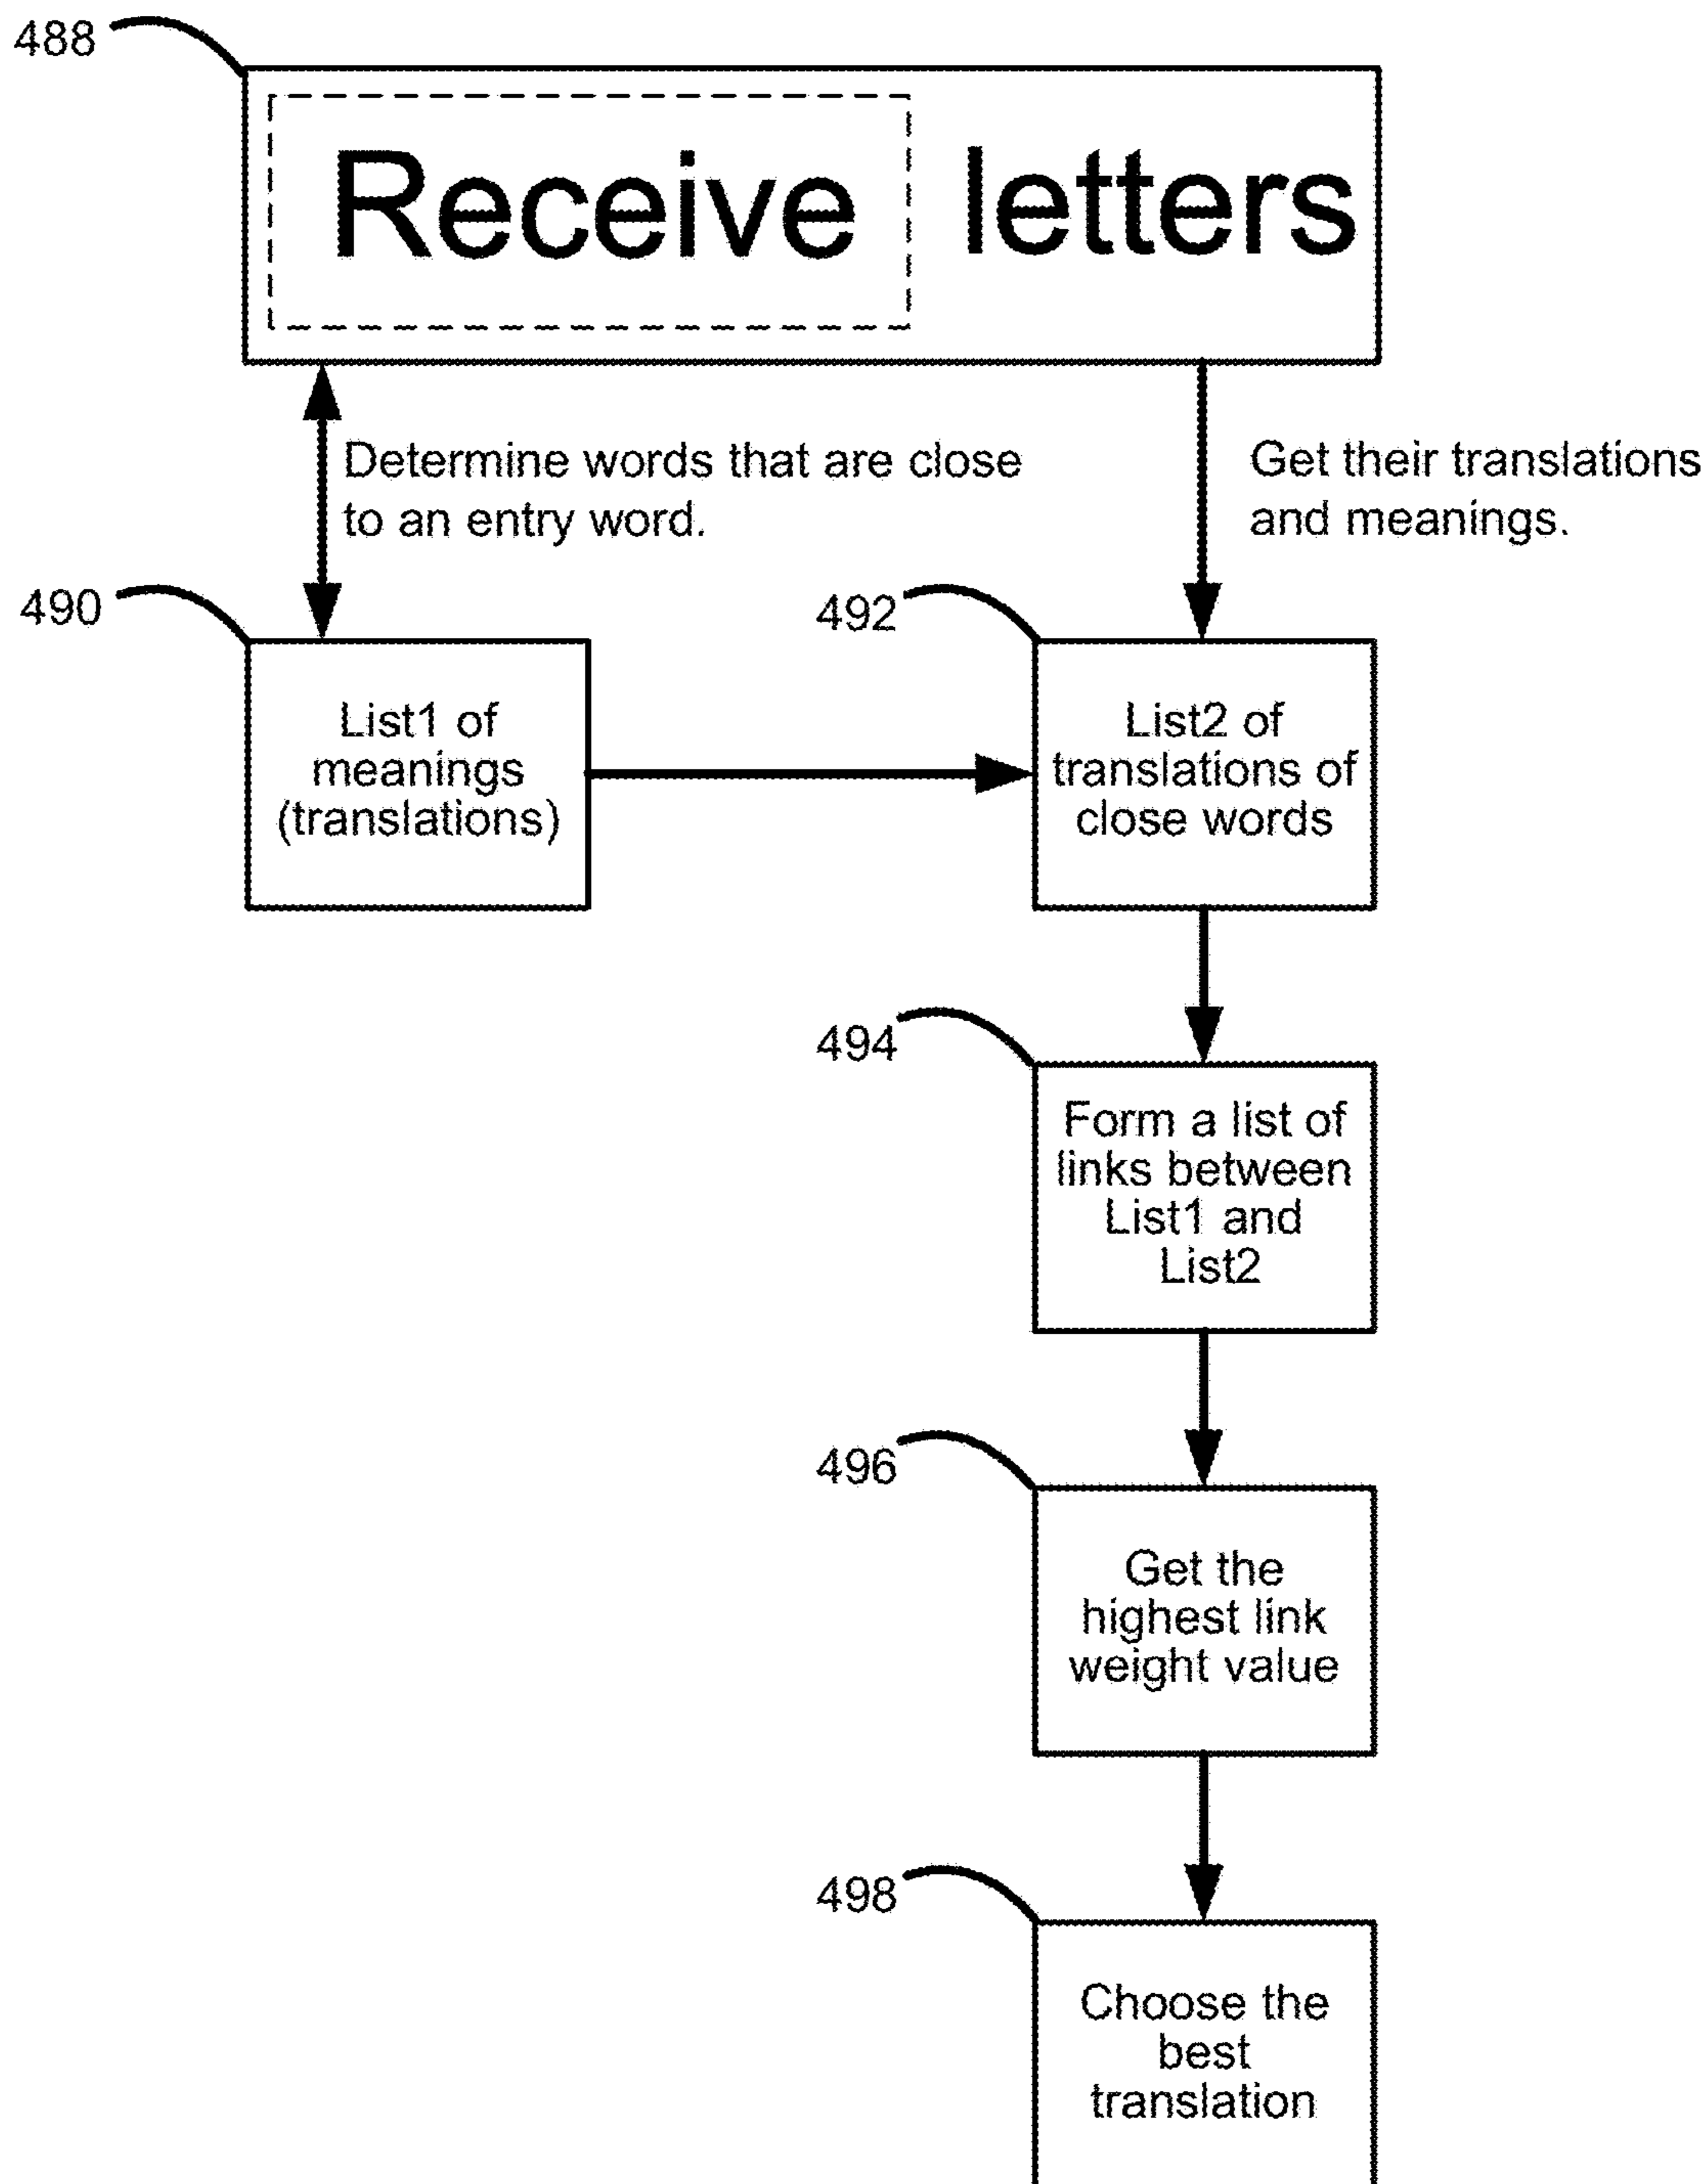 488
Receive letters
Determine words that are close
to an entry word.
Get their translations
and meanings.
490
List1 of
meanings
(translations)
492
List2 of
translations of
close words
494
Form a list of
links between
List1 and
List2
496
Get the
highest link
weight value
498
Choose the
best
translation